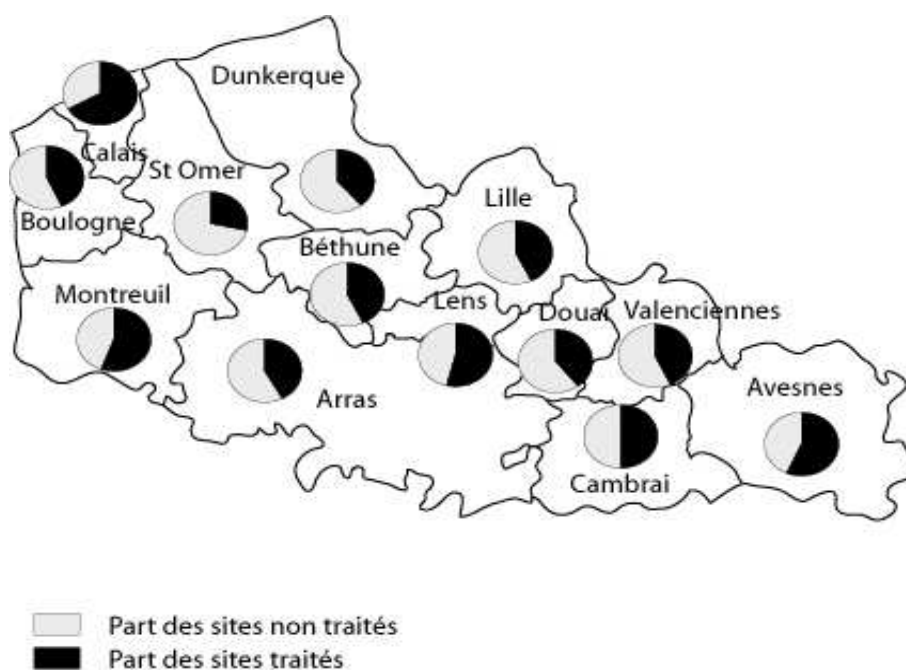 Dunkerque
Calais
St Omer
Lille
Boulogne
Béthune
Montreuil
Lens
Douai
Valenciennes
Arras
Avesnes
Cambrai
Part des sites non traités
Part des sites traités